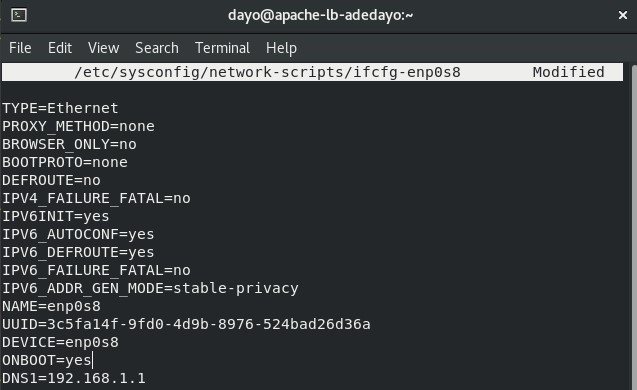 dayo@apache-lb-adedayo:~
File Edit View Search Terminal Help
/etc/sysconfig/network-scripts/ifcfg-enp0s8 Modified
TYPE=Ethernet
PROXY_METHOD=none
BROWSER_ONLY=no
BOOTPROTO=none
DEFROUTE=no
IPV4_FAILURE_FATAL=no
IPV6INIT=yes
IPV6_AUTOCONF=yes
IPV6_DEFROUTE=yes
IPV6_FAILURE_FATAL=no
IPV6_ADDR_GEN_MODE=stable-privacy
NAME=enp0s8
UUID=3c5fa14f-9fd0-4d9b-8976-524bad26d36a
DEVICE=enp0s8
ONBOOT=yes
DNS1=192.168.1.1